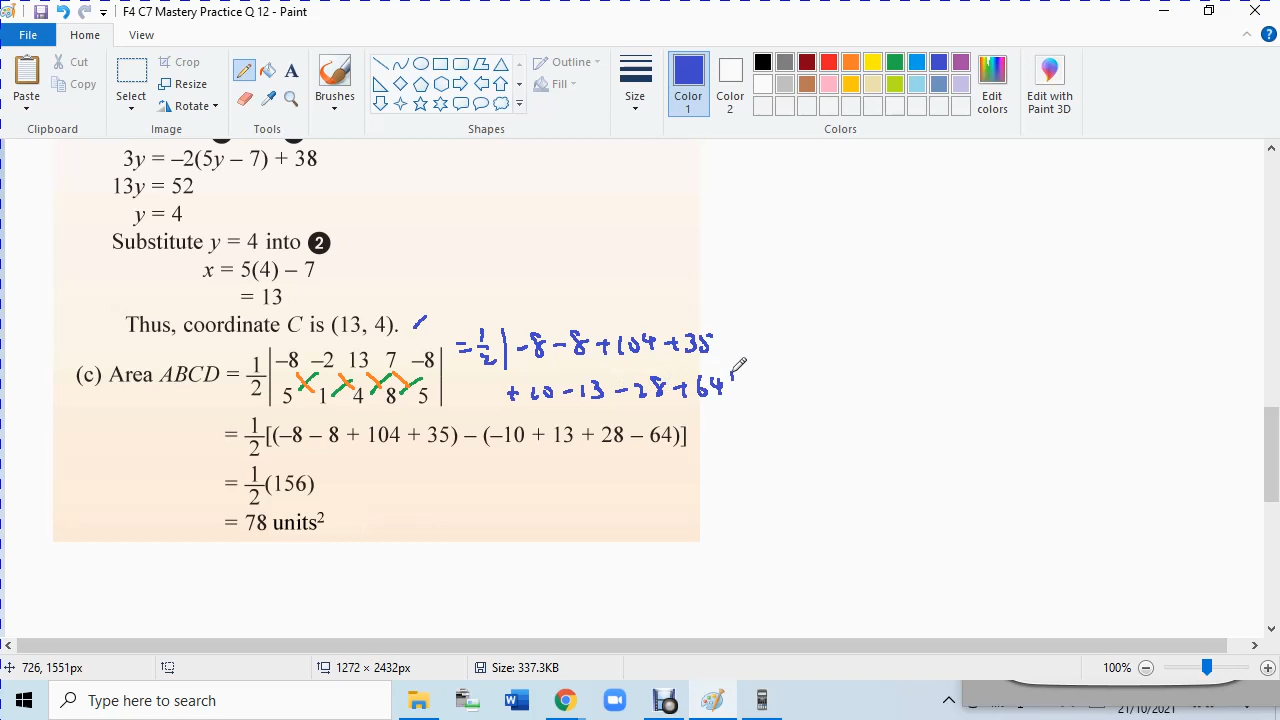 F4 C7 Mastery Practice Q 12 - Paint
File Home View
Paste Cut Copy Clipboard
Select Crop Resize Rotate Image
Tools
Brushes
Outline Fill Shapes
Size
Color 1 Color 2 Edit colors Colors
Edit with Paint 3D
3y = –2(5y – 7) + 38
13y = 52
y = 4
Substitute y = 4 into ❷
x = 5(4) – 7
= 13
Thus, coordinate C is (13, 4).
(c) Area ABCD = 1/2 | –8 –2 13 7 –8 |
5 1 4 8 5
= 1/2 | -8 -8 +104 +35
+ 10 - 13 - 28 + 64
= 1/2[(–8 – 8 + 104 + 35) – (–10 + 13 + 28 – 64)]
= 1/2(156)
= 78 units²
726, 1551px 1272 × 2432px Size: 337.3KB 100%
Type here to search
21/10/2021